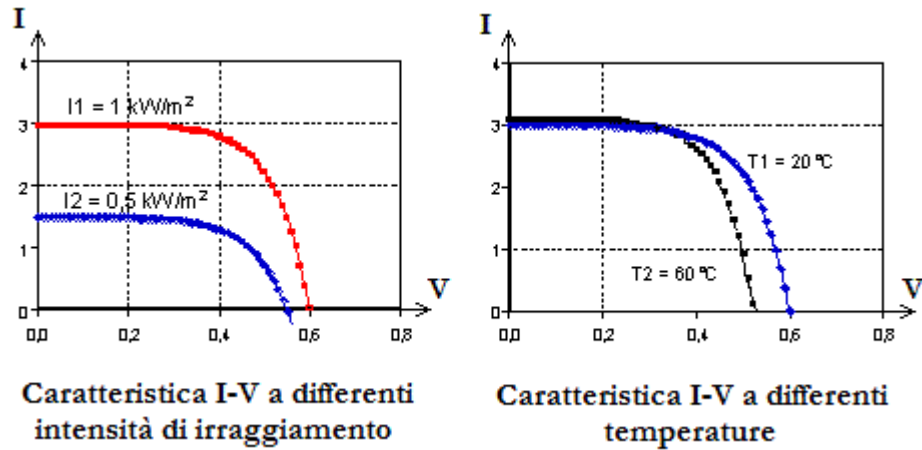 I
4
3
2
1
0
I1 = 1 kW/m²
I2 = 0,5 kW/m²
V
0,0
0,2
0,4
0,6
0,8
Caratteristica I-V a differenti
intensità di irraggiamento
I
4
3
2
1
0
T1 = 20 ºC
T2 = 60 ºC
V
0,0
0,2
0,4
0,6
0,8
Caratteristica I-V a differenti
temperature